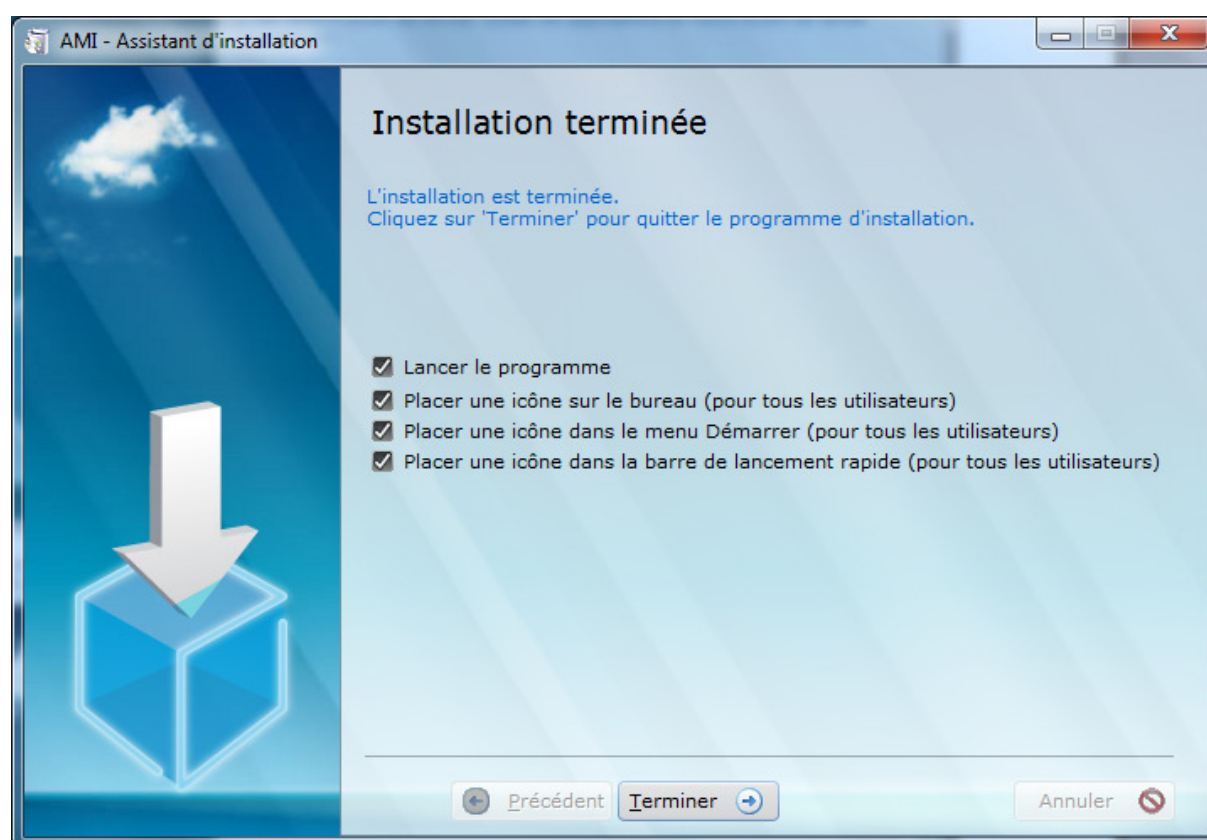 AMI - Assistant d'installation
Installation terminée
L'installation est terminée.
Cliquez sur 'Terminer' pour quitter le programme d'installation.
Lancer le programme
Placer une icône sur le bureau (pour tous les utilisateurs)
Placer une icône dans le menu Démarrer (pour tous les utilisateurs)
Placer une icône dans la barre de lancement rapide (pour tous les utilisateurs)
Précédent Terminer Annuler